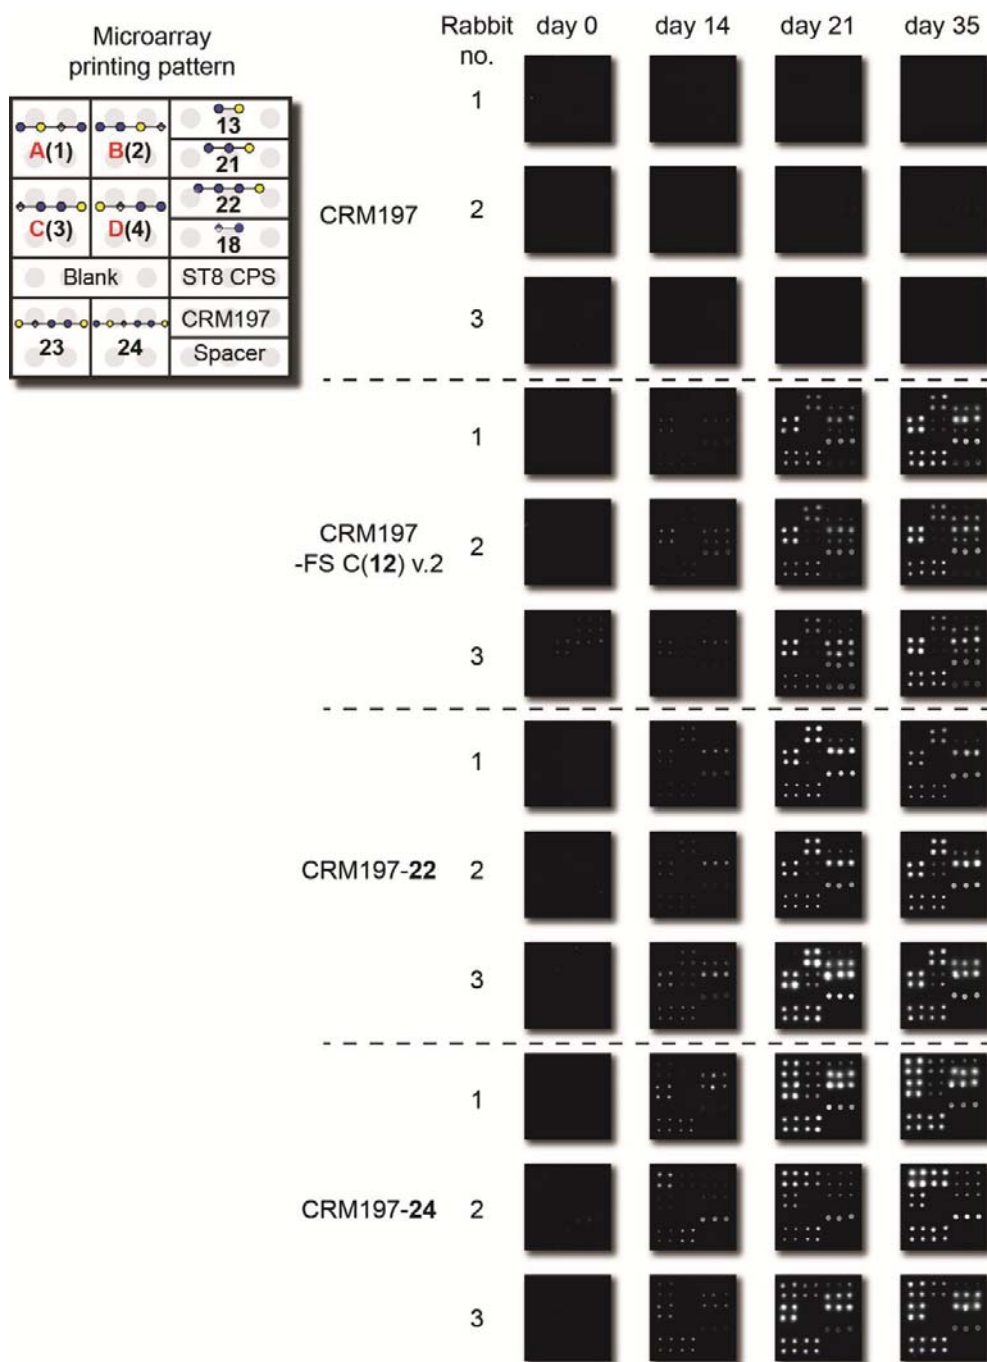 Microarray
printing pattern
A(1)
B(2)
13
21
C(3)
D(4)
22
18
Blank
ST8 CPS
23
24
CRM197
Spacer
Rabbit
no.
day 0
day 14
day 21
day 35
CRM197
1
2
3
CRM197
-FS C(12) v.2
1
2
3
CRM197-22
1
2
3
CRM197-24
1
2
3